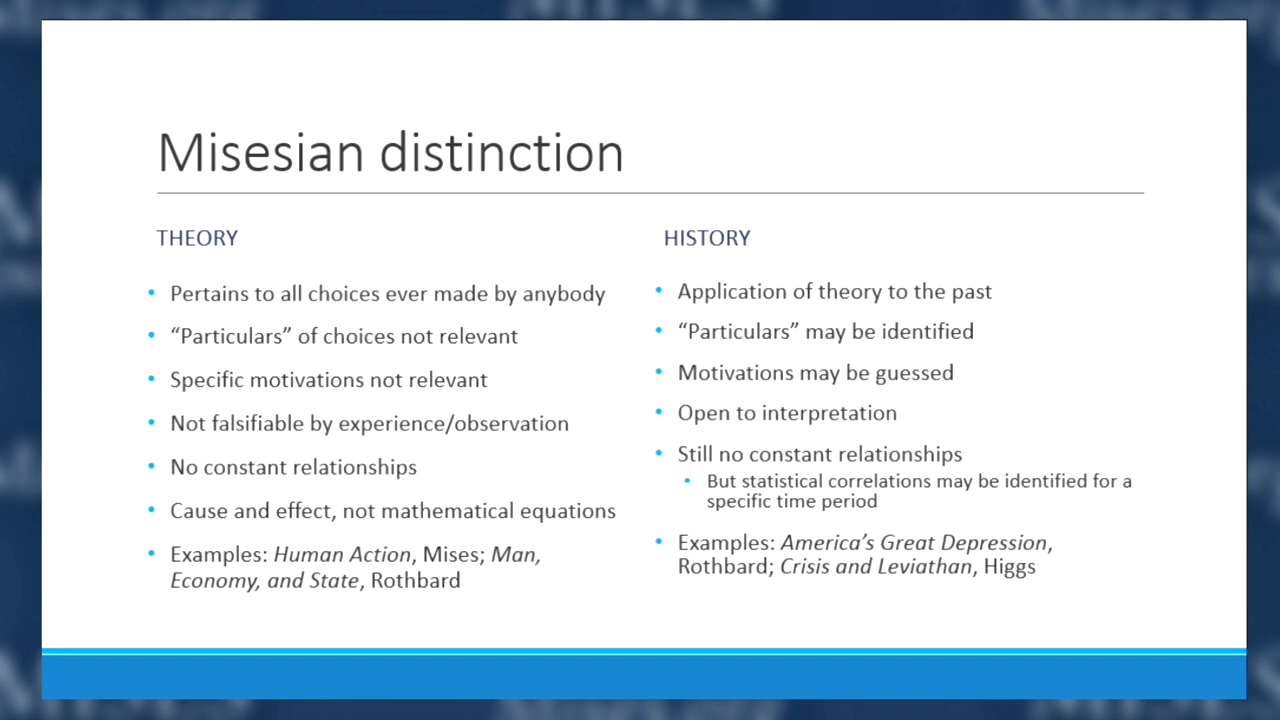 Misesian distinction
THEORY
• Pertains to all choices ever made by anybody
• “Particulars” of choices not relevant
• Specific motivations not relevant
• Not falsifiable by experience/observation
• No constant relationships
• Cause and effect, not mathematical equations
• Examples: Human Action, Mises; Man,
Economy, and State, Rothbard
HISTORY
• Application of theory to the past
• “Particulars” may be identified
• Motivations may be guessed
• Open to interpretation
• Still no constant relationships
• But statistical correlations may be identified for a
specific time period
• Examples: America’s Great Depression,
Rothbard; Crisis and Leviathan, Higgs